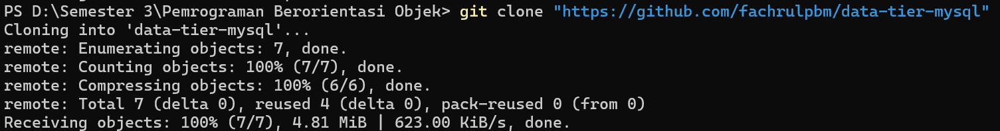 PS D:\Semester 3\Pemrograman Berorientasi Objek> git clone "https://github.com/fachrulpbm/data-tier-mysql"
Cloning into 'data-tier-mysql'...
remote: Enumerating objects: 7, done.
remote: Counting objects: 100% (7/7), done.
remote: Compressing objects: 100% (6/6), done.
remote: Total 7 (delta 0), reused 4 (delta 0), pack-reused 0 (from 0)
Receiving objects: 100% (7/7), 4.81 MiB | 623.00 KiB/s, done.